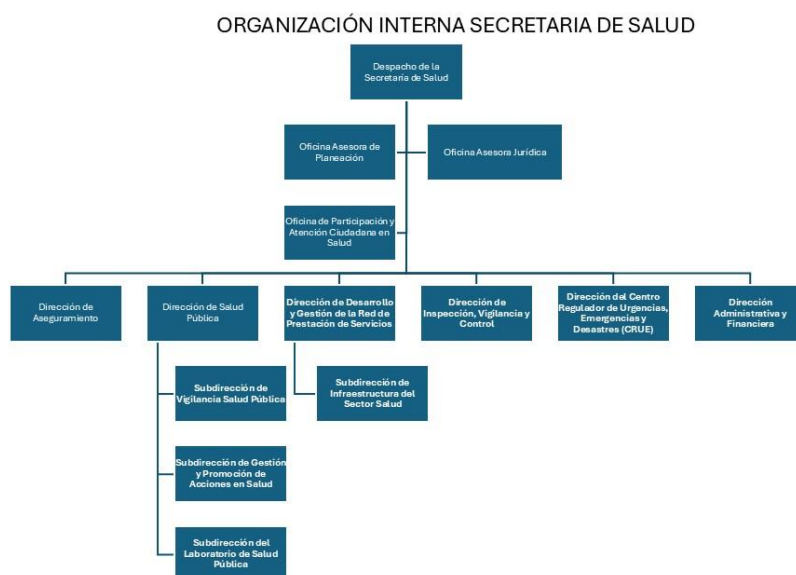 ORGANIZACIÓN INTERNA SECRETARIA DE SALUD
Despacho de la
Secretaría de Salud
Oficina Asesora de
Planeación
Oficina Asesora Jurídica
Oficina de Participación y
Atención Ciudadana en
Salud
Dirección de
Aseguramiento
Dirección de Salud
Pública
Dirección de Desarrollo
y Gestión de la Red de
Prestación de Servicios
Dirección de
Inspección, Vigilancia y
Control
Dirección del Centro
Regulador de Urgencias,
Emergencias y
Desastres (CRUE)
Dirección
Administrativa y
Financiera
Subdirección de
Vigilancia Salud Pública
Subdirección de
Infraestructura del
Sector Salud
Subdirección de Gestión
y Promoción de
Acciones en Salud
Subdirección del
Laboratorio de Salud
Pública